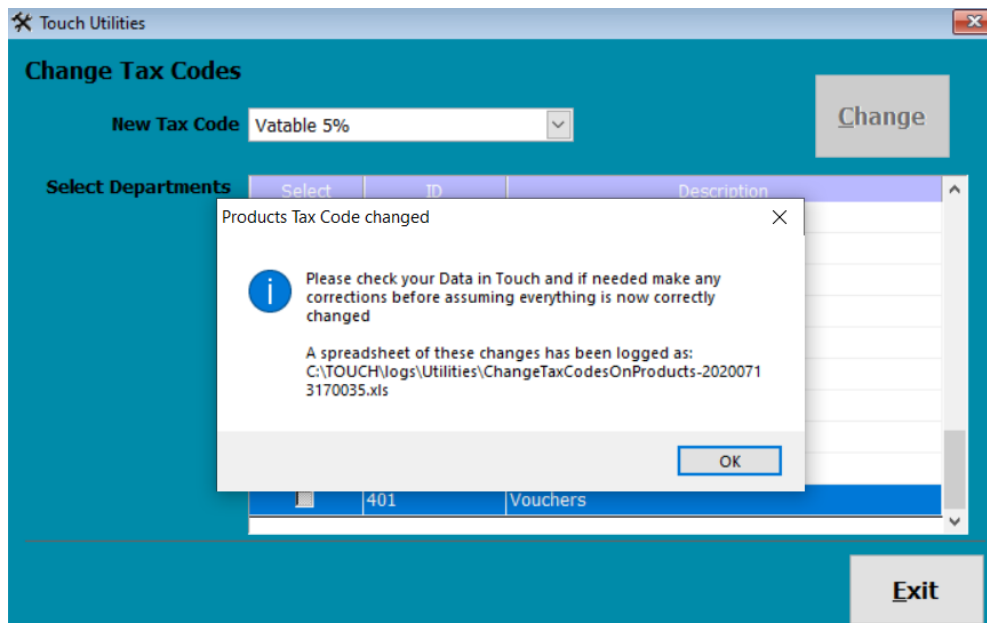 Touch Utilities
Change Tax Codes
New Tax Code Vatable 5%
Change
Select Departments Select ID Description
Products Tax Code changed
Please check your Data in Touch and if needed make any
corrections before assuming everything is now correctly
changed
A spreadsheet of these changes has been logged as:
C:\TOUCH\logs\Utilities\ChangeTaxCodesOnProducts-2020071
3170035.xls
OK
401 Vouchers
Exit